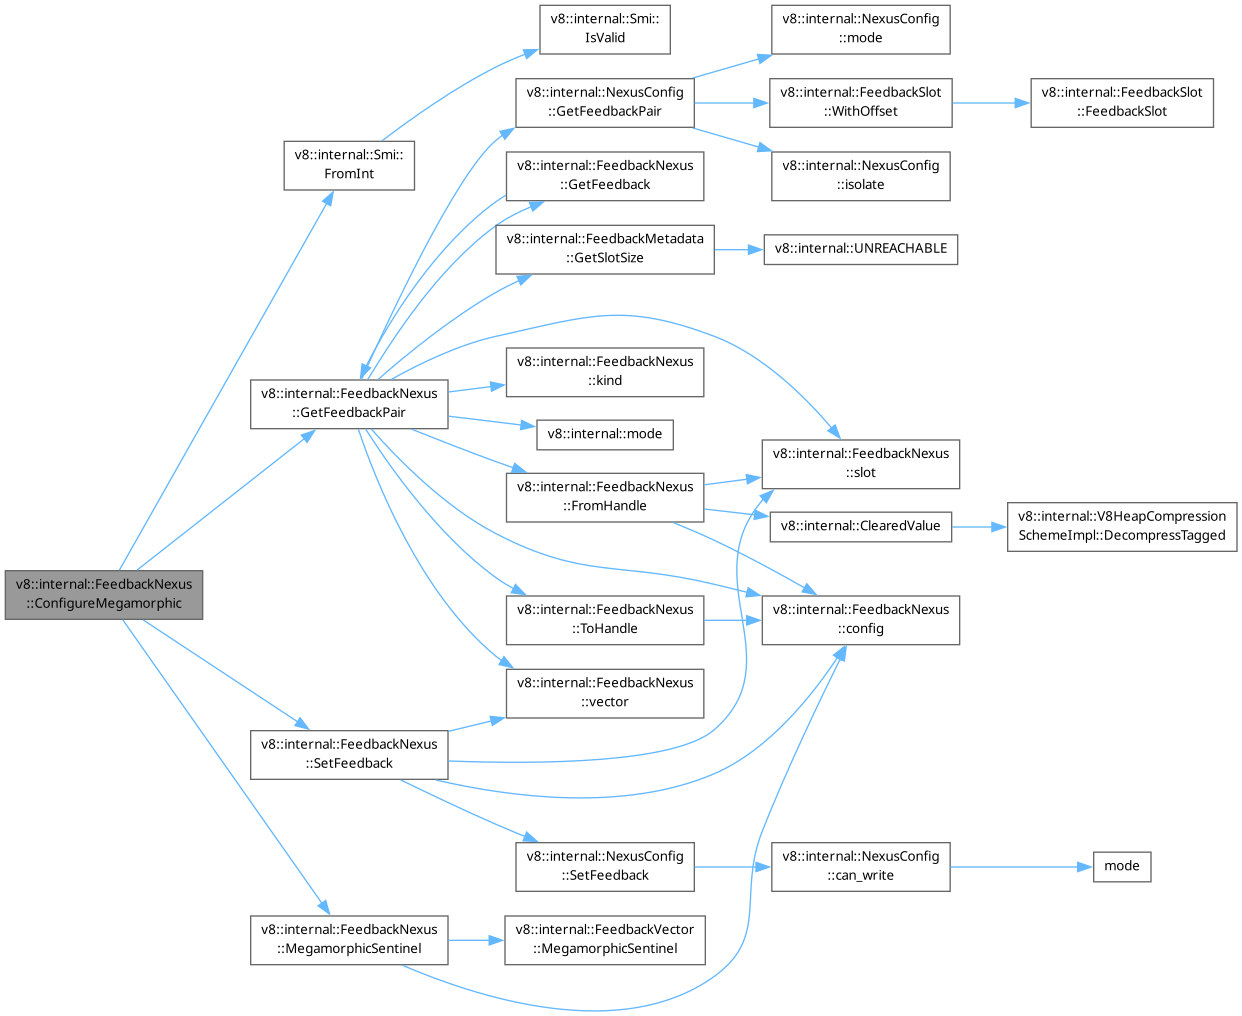 v8::internal::Smi::
IsValid
v8::internal::NexusConfig
::mode
v8::internal::NexusConfig
::GetFeedbackPair
v8::internal::FeedbackSlot
::WithOffset
v8::internal::FeedbackSlot
::FeedbackSlot
v8::internal::Smi::
FromInt
v8::internal::FeedbackNexus
::GetFeedback
v8::internal::NexusConfig
::isolate
v8::internal::FeedbackMetadata
::GetSlotSize
v8::internal::UNREACHABLE
v8::internal::FeedbackNexus
::kind
v8::internal::FeedbackNexus
::GetFeedbackPair
v8::internal::mode
v8::internal::FeedbackNexus
::slot
v8::internal::FeedbackNexus
::FromHandle
v8::internal::ClearedValue
v8::internal::V8HeapCompression
SchemeImpl::DecompressTagged
v8::internal::FeedbackNexus
::ConfigureMegamorphic
v8::internal::FeedbackNexus
::ToHandle
v8::internal::FeedbackNexus
::config
v8::internal::FeedbackNexus
::vector
v8::internal::FeedbackNexus
::SetFeedback
v8::internal::NexusConfig
::SetFeedback
v8::internal::NexusConfig
::can_write
mode
v8::internal::FeedbackNexus
::MegamorphicSentinel
v8::internal::FeedbackVector
::MegamorphicSentinel